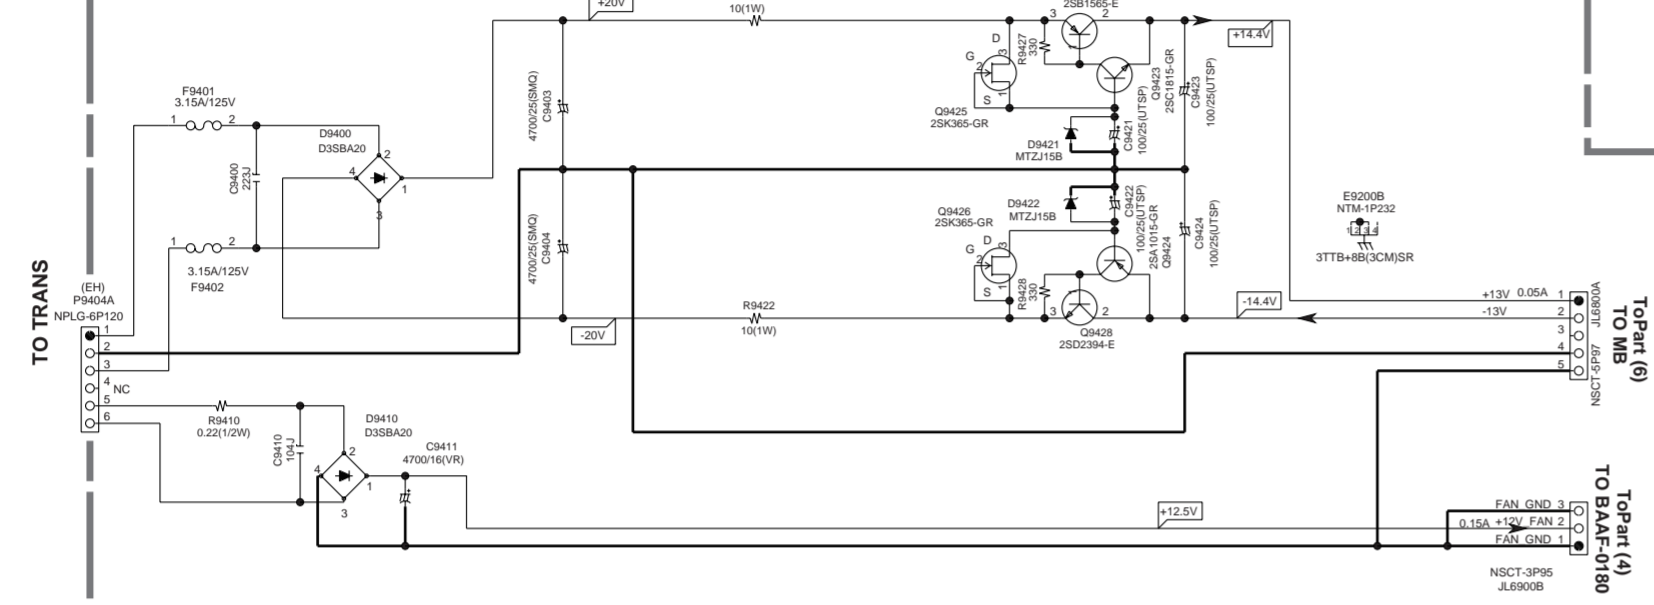 +20V
10(1W)
2SB1565-E
3
2
+14.4V
F9401
3.15A/125V
1
2
C9400
223J
D9400
D3SBA20
2
4
1
3
1
2
3.15A/125V
F9402
4700/25(SMQ)
C9403
4700/25(SMQ)
C9404
D
G
2
3
1
S
R9427
330
1
Q9425
2SK365-GR
Q9423
2SC1815-GR
C9423
100/25(UTSP)
D9421
MTZJ15B
C9421
100/25(UTSP)
D9422
MTZJ15B
C9422
100/25(UTSP)
2SA1015-GR
Q9424
C9424
100/25(UTSP)
Q9426
2SK365-GR
G
D
2
3
1
S
R9428
330
1
3
2
Q9428
2SD2394-E
R9422
10(1W)
-20V
-14.4V
E9200B
NTM-1P232
1 2 3 4
3TTB+8B(3CM)SR
+13V 0.05A
-13V
1
2
3
4
5
JL6800A
NSCT-5P97
ToPart (6)
TO MB
TO TRANS
(EH)
P9404A
NPLG-6P120
1
2
3
4 NC
5
6
R9410
0.22(1/2W)
C9410
104J
D9410
D3SBA20
2
4
1
3
C9411
4700/16(VR)
+12.5V
FAN GND 3
0.15A +12V FAN 2
FAN GND 1
NSCT-3P95
JL6900B
ToPart (4)
TO BAAF-0180